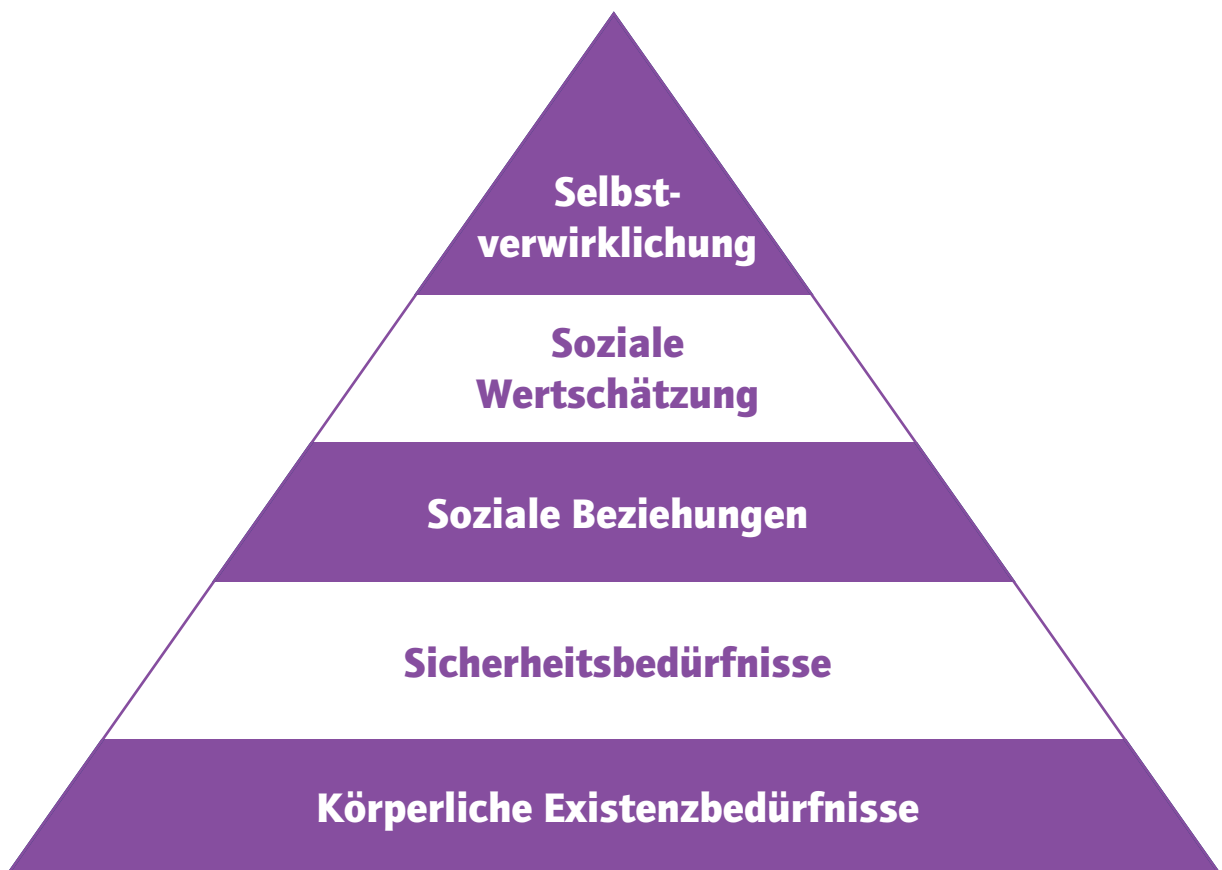 Selbst-
verwirklichung
Soziale
Wertschätzung
Soziale Beziehungen
Sicherheitsbedürfnisse
Körperliche Existenzbedürfnisse